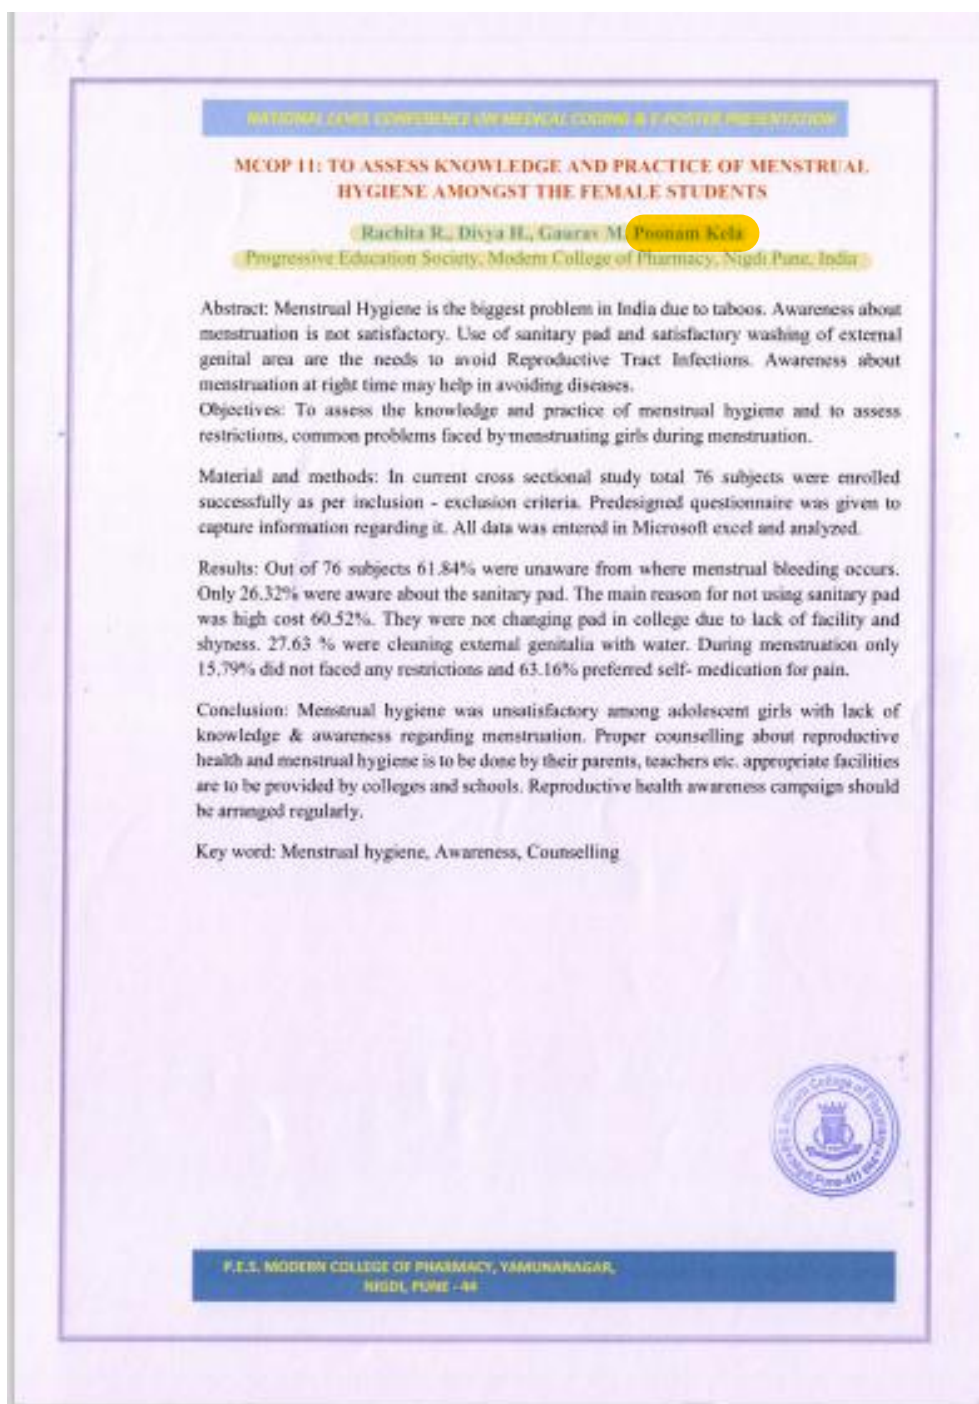 NATIONAL LEVEL CONFERENCE ON MEDICAL CODING & E-POSTER PRESENTATION
MCOP 11: TO ASSESS KNOWLEDGE AND PRACTICE OF MENSTRUAL
HYGIENE AMONGST THE FEMALE STUDENTS
Rachita R., Divya H., Gaurav M. Poonam Kela
Progressive Education Society, Modern College of Pharmacy, Nigdi Pune, India
Abstract: Menstrual Hygiene is the biggest problem in India due to taboos. Awareness about
menstruation is not satisfactory. Use of sanitary pad and satisfactory washing of external
genital area are the needs to avoid Reproductive Tract Infections. Awareness about
menstruation at right time may help in avoiding diseases.
Objectives: To assess the knowledge and practice of menstrual hygiene and to assess
restrictions, common problems faced by menstruating girls during menstruation.
Material and methods: In current cross sectional study total 76 subjects were enrolled
successfully as per inclusion - exclusion criteria. Predesigned questionnaire was given to
capture information regarding it. All data was entered in Microsoft excel and analyzed.
Results: Out of 76 subjects 61.84% were unaware from where menstrual bleeding occurs.
Only 26.32% were aware about the sanitary pad. The main reason for not using sanitary pad
was high cost 60.52%. They were not changing pad in college due to lack of facility and
shyness. 27.63 % were cleaning external genitalia with water. During menstruation only
15.79% did not faced any restrictions and 63.16% preferred self- medication for pain.
Conclusion: Menstrual hygiene was unsatisfactory among adolescent girls with lack of
knowledge & awareness regarding menstruation. Proper counselling about reproductive
health and menstrual hygiene is to be done by their parents, teachers etc. appropriate facilities
are to be provided by colleges and schools. Reproductive health awareness campaign should
be arranged regularly.
Key word: Menstrual hygiene, Awareness, Counselling
College of Pharmacy
P.E.S. MODERN COLLEGE OF PHARMACY, YAMUNANAGAR,
NIGDI, PUNE - 44